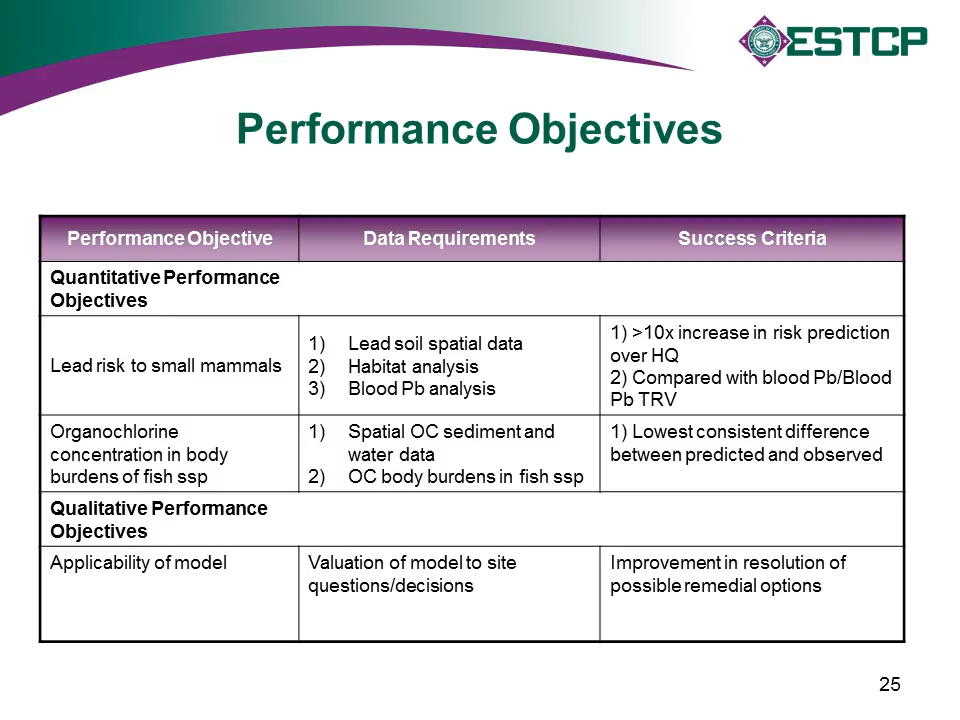 ESTCP
Performance Objectives
Performance Objective
Data Requirements
Success Criteria
Quantitative Performance
Objectives
Lead risk to small mammals
1) Lead soil spatial data
2) Habitat analysis
3) Blood Pb analysis
1) >10x increase in risk prediction
over HQ
2) Compared with blood Pb/Blood
Pb TRV
Organochlorine
concentration in body
burdens of fish ssp
1) Spatial OC sediment and
water data
2) OC body burdens in fish ssp
1) Lowest consistent difference
between predicted and observed
Qualitative Performance
Objectives
Applicability of model
Valuation of model to site
questions/decisions
Improvement in resolution of
possible remedial options
25